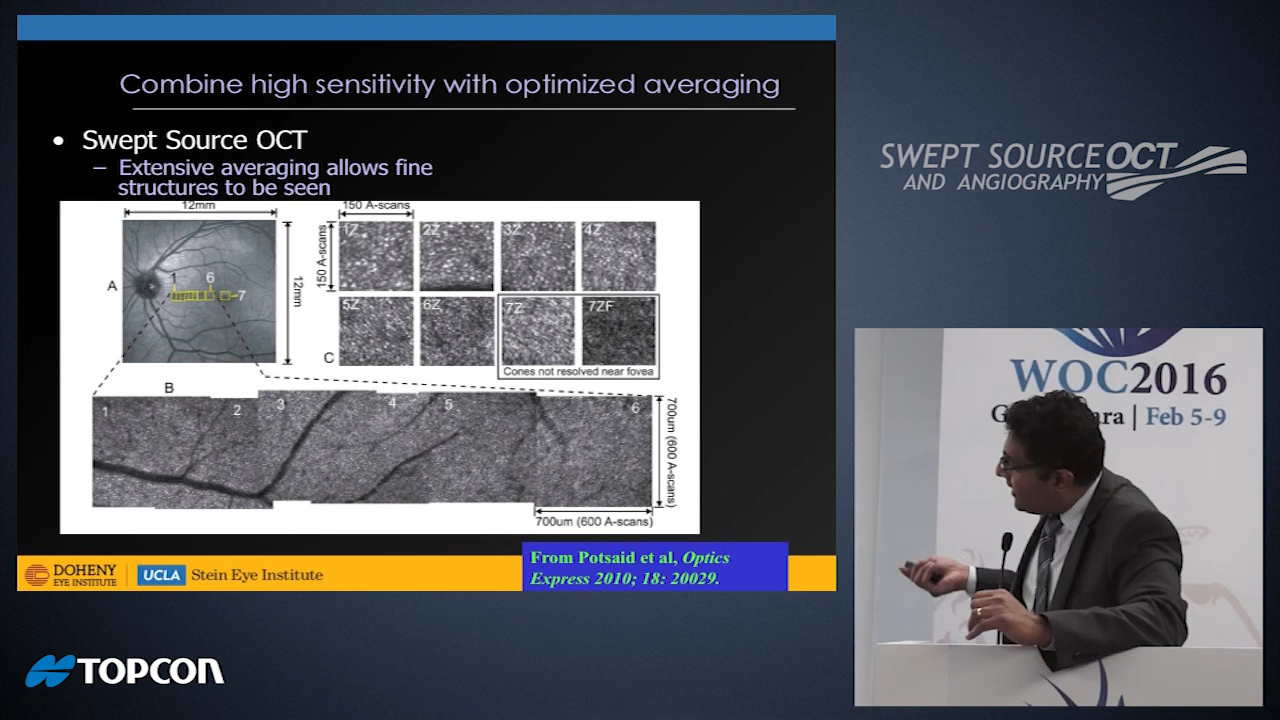 Combine high sensitivity with optimized averaging
• Swept Source OCT
– Extensive averaging allows fine
structures to be seen
12mm
12mm
A
1
6
7
150 A-scans
150 A-scans
1Z
2Z
3Z
4Z
5Z
6Z
7Z
7ZF
C
Cones not resolved near fovea
B
1
2
3
4
5
6
700um (600 A-scans)
700um (600 A-scans)
From Potsaid et al, Optics
Express 2010; 18: 20029.
DOHENY
EYE INSTITUTE
UCLA
Stein Eye Institute
TOPCON
SWEPT SOURCE OCT
AND ANGIOGRAPHY
WOC2016
Feb 5-9